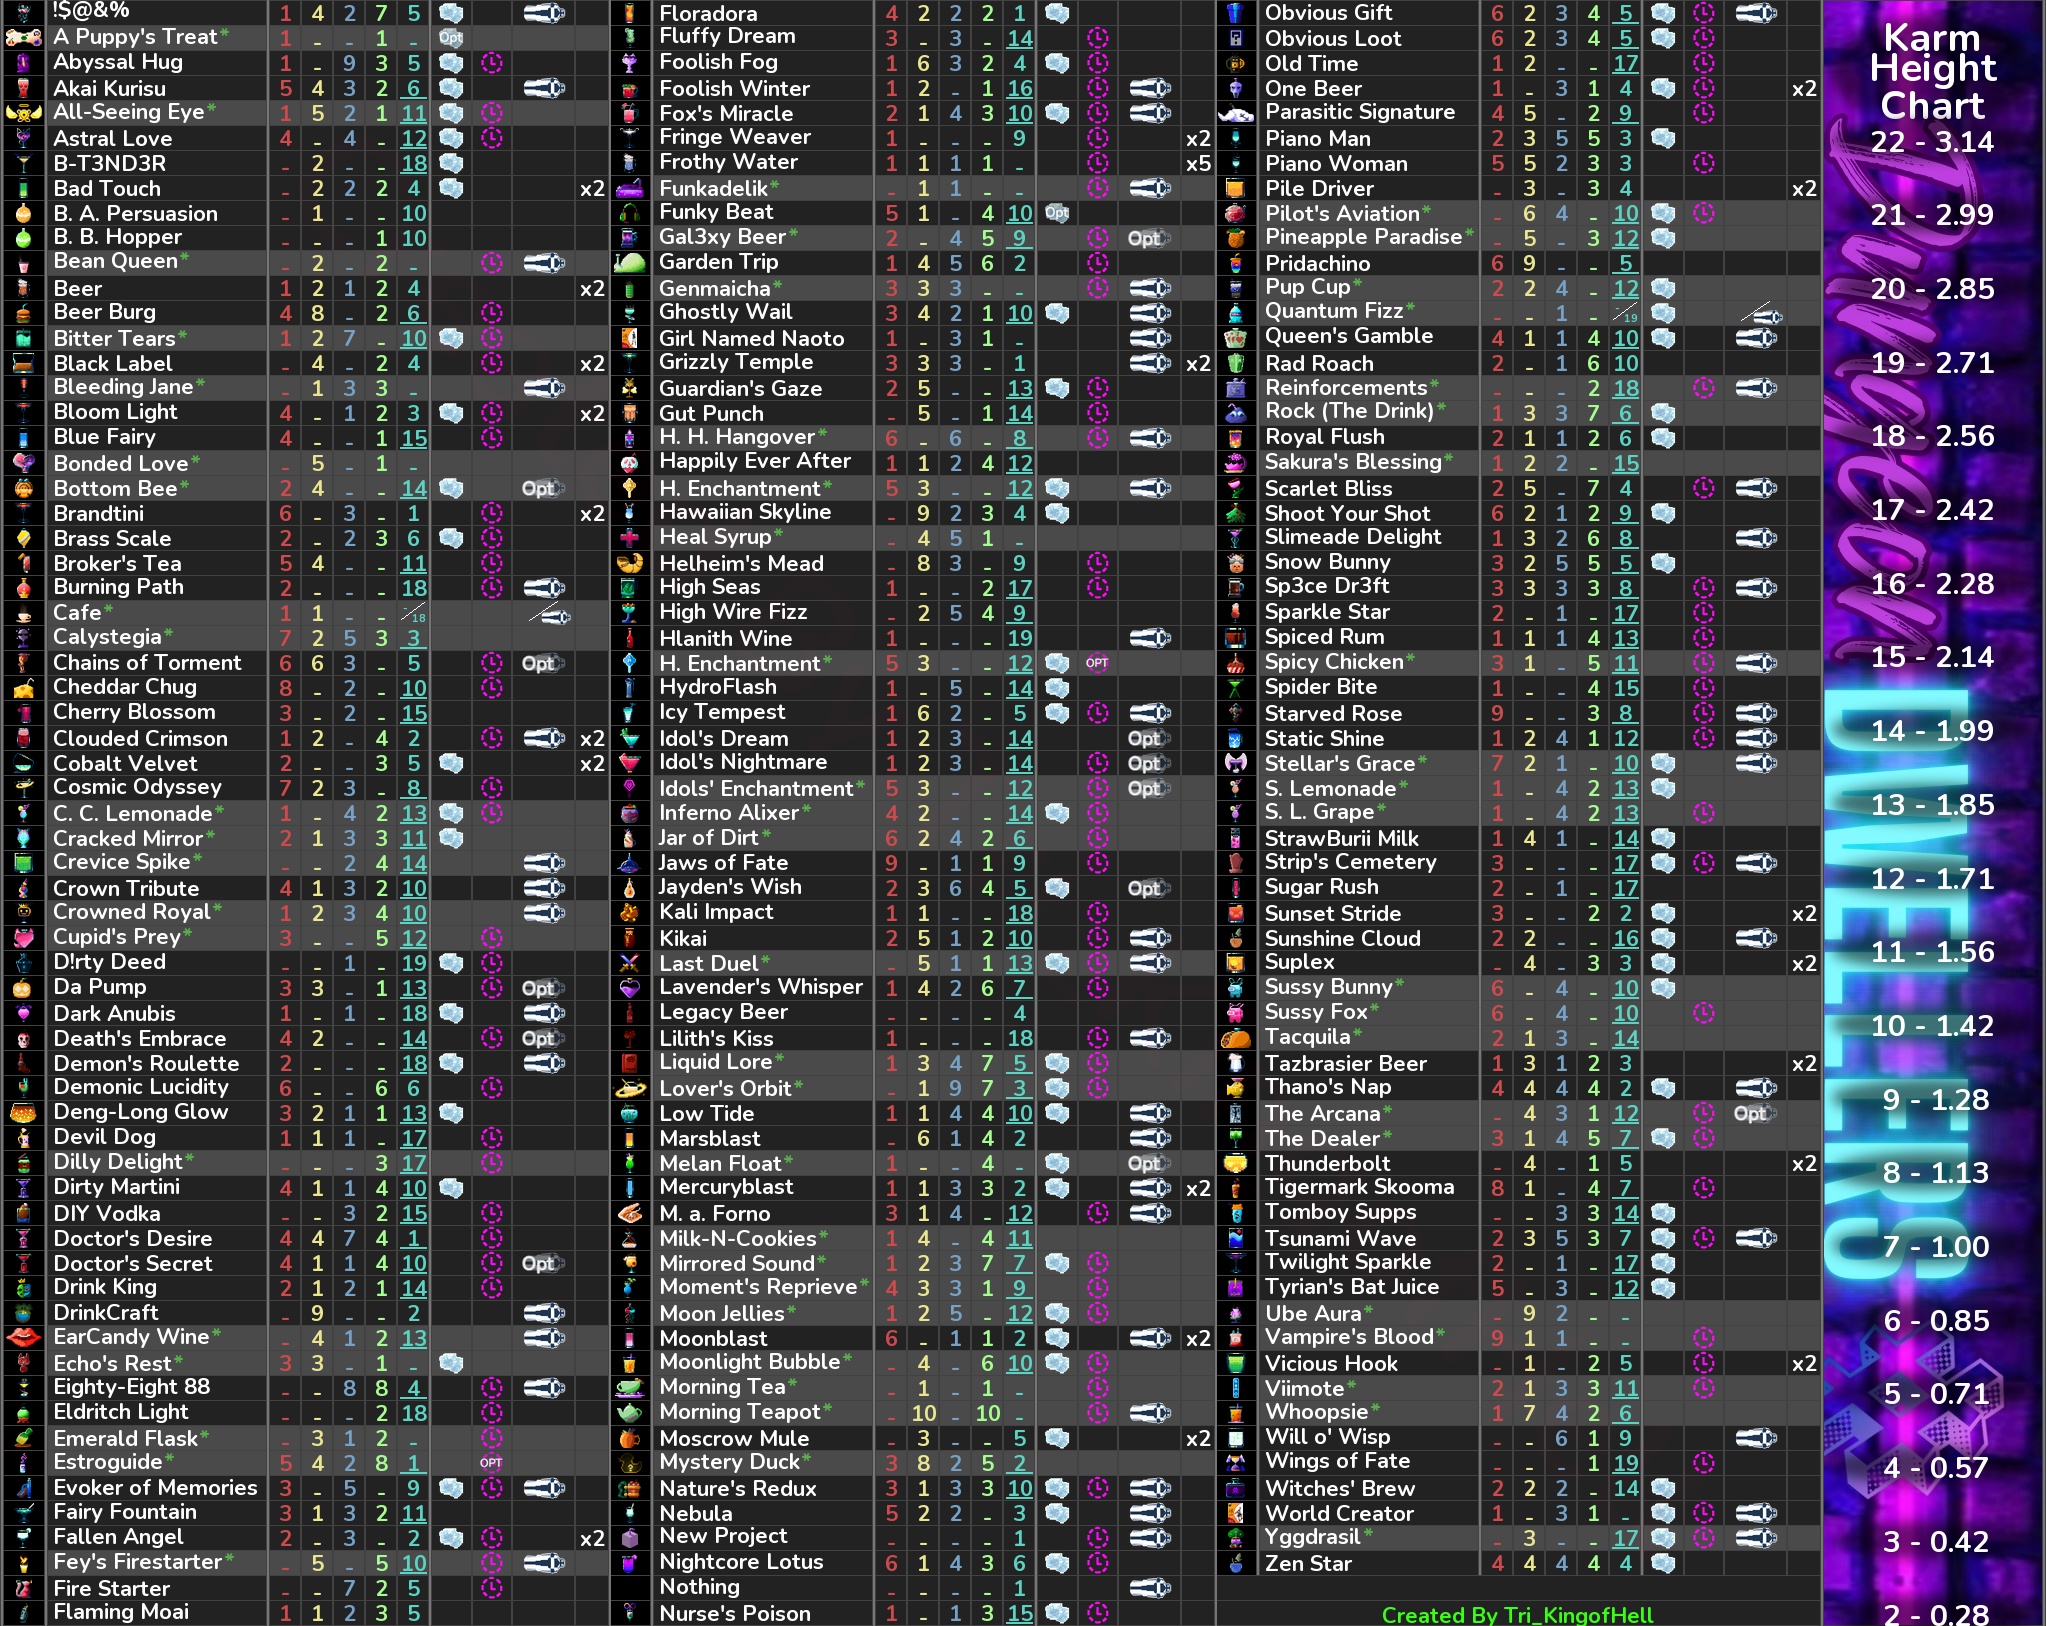 !$@&% 1 4 2 7 5
A Puppy's Treat* 1 - - 1 - Opt
Abyssal Hug 1 - 9 3 5
Akai Kurisu 5 4 3 2 6
All-Seeing Eye* 1 5 2 1 11
Astral Love 4 - 4 - 12
B-T3ND3R - 2 - - 18
Bad Touch - 2 2 2 4 x2
B. A. Persuasion - 1 - - 10
B. B. Hopper - - - 1 10
Bean Queen* - 2 - 2 -
Beer 1 2 1 2 4 x2
Beer Burg 4 8 - 2 6
Bitter Tears* 1 2 7 - 10
Black Label - 4 - 2 4 x2
Bleeding Jane* - 1 3 3 -
Bloom Light 4 - 1 2 3 x2
Blue Fairy 4 - - 1 15
Bonded Love* - 5 - 1 -
Bottom Bee* 2 4 - - 14 Opt
Brandtini 6 - 3 - 1 x2
Brass Scale 2 - 2 3 6
Broker's Tea 5 4 - - 11
Burning Path 2 - - - 18
Cafe* 1 1 - - -/18
Calystegia* 7 2 5 3 3
Chains of Torment 6 6 3 - 5 Opt
Cheddar Chug 8 - 2 - 10
Cherry Blossom 3 - 2 - 15
Clouded Crimson 1 2 - 4 2 x2
Cobalt Velvet 2 - - 3 5 x2
Cosmic Odyssey 7 2 3 - 8
C. C. Lemonade* 1 - 4 2 13
Cracked Mirror* 2 1 3 3 11
Crevice Spike* - - 2 4 14
Crown Tribute 4 1 3 2 10
Crowned Royal* 1 2 3 4 10
Cupid's Prey* 3 - - 5 12
D!rty Deed - - 1 - 19
Da Pump 3 3 - 1 13 Opt
Dark Anubis 1 - 1 - 18
Death's Embrace 4 2 - - 14 Opt
Demon's Roulette 2 - - - 18
Demonic Lucidity 6 - - 6 6
Deng-Long Glow 3 2 1 1 13
Devil Dog 1 1 1 - 17
Dilly Delight* - - - 3 17
Dirty Martini 4 1 1 4 10
DIY Vodka - - 3 2 15
Doctor's Desire 4 4 7 4 1
Doctor's Secret 4 1 1 4 10 Opt
Drink King 2 1 2 1 14
DrinkCraft - 9 - - 2
EarCandy Wine* - 4 1 2 13
Echo's Rest* 3 3 - 1 -
Eighty-Eight 88 - - 8 8 4
Eldritch Light - - - 2 18
Emerald Flask* - 3 1 2 -
Estroguide* 5 4 2 8 1 OPT
Evoker of Memories 3 - 5 - 9
Fairy Fountain 3 1 3 2 11
Fallen Angel 2 - 3 - 2 x2
Fey's Firestarter* - 5 - 5 10
Fire Starter - - 7 2 5
Flaming Moai 1 1 2 3 5
Floradora 4 2 2 2 1
Fluffy Dream 3 - 3 - 14
Foolish Fog 1 6 3 2 4
Foolish Winter 1 2 - 1 16
Fox's Miracle 2 1 4 3 10
Fringe Weaver 1 - - - 9 x2
Frothy Water 1 1 1 1 - x5
Funkadelik* - 1 1 - -
Funky Beat 5 1 - 4 10 Opt
Gal3xy Beer* 2 - 4 5 9 Opt
Garden Trip 1 4 5 6 2
Genmaicha* 3 3 3 - -
Ghostly Wail 3 4 2 1 10
Girl Named Naoto 1 - 3 1 -
Grizzly Temple 3 3 3 - 1 x2
Guardian's Gaze 2 5 - - 13
Gut Punch - 5 - 1 14
H. H. Hangover* 6 - 6 - 8
Happily Ever After 1 1 2 4 12
H. Enchantment* 5 3 - - 12
Hawaiian Skyline - 9 2 3 4
Heal Syrup* - 4 5 1 -
Helheim's Mead - 8 3 - 9
High Seas 1 - - 2 17
High Wire Fizz - 2 5 4 9
Hlanith Wine 1 - - - 19
H. Enchantment* 5 3 - - 12 OPT
HydroFlash 1 - 5 - 14
Icy Tempest 1 6 2 - 5
Idol's Dream 1 2 3 - 14 Opt
Idol's Nightmare 1 2 3 - 14 Opt
Idols' Enchantment* 5 3 - - 12 Opt
Inferno Alixer* 4 2 - - 14
Jar of Dirt* 6 2 4 2 6
Jaws of Fate 9 - 1 1 9
Jayden's Wish 2 3 6 4 5 Opt
Kali Impact 1 1 - - 18
Kikai 2 5 1 2 10
Last Duel* - 5 1 1 13
Lavender's Whisper 1 4 2 6 7
Legacy Beer - - - - 4
Lilith's Kiss 1 - - - 18
Liquid Lore* 1 3 4 7 5
Lover's Orbit* - 1 9 7 3
Low Tide 1 1 4 4 10
Marsblast - 6 1 4 2
Melan Float* 1 - - 4 - Opt
Mercuryblast 1 1 3 3 2 x2
M. a. Forno 3 1 4 - 12
Milk-N-Cookies* 1 4 - 4 11
Mirrored Sound* 1 2 3 7 7
Moment's Reprieve* 4 3 3 1 9
Moon Jellies* 1 2 5 - 12
Moonblast 6 - 1 1 2 x2
Moonlight Bubble* - 4 - 6 10
Morning Tea* - 1 - 1 -
Morning Teapot* - 10 - 10 -
Moscrow Mule - 3 - - 5 x2
Mystery Duck* 3 8 2 5 2
Nature's Redux 3 1 3 3 10
Nebula 5 2 2 - 3
New Project - - - - 1
Nightcore Lotus 6 1 4 3 6
Nothing - - - - 1
Nurse's Poison 1 - 1 3 15
Obvious Gift 6 2 3 4 5
Obvious Loot 6 2 3 4 5
Old Time 1 2 - - 17
One Beer 1 - 3 1 4 x2
Parasitic Signature 4 5 - 2 9
Piano Man 2 3 5 5 3
Piano Woman 5 5 2 3 3
Pile Driver - 3 - 3 4 x2
Pilot's Aviation* - 6 4 - 10
Pineapple Paradise* - 5 - 3 12
Pridachino 6 9 - - 5
Pup Cup* 2 2 4 - 12
Quantum Fizz* - - 1 - -/19
Queen's Gamble 4 1 1 4 10
Rad Roach 2 - 1 6 10
Reinforcements* - - - 2 18
Rock (The Drink)* 1 3 3 7 6
Royal Flush 2 1 1 2 6
Sakura's Blessing* 1 2 2 - 15
Scarlet Bliss 2 5 - 7 4
Shoot Your Shot 6 2 1 2 9
Slimeade Delight 1 3 2 6 8
Snow Bunny 3 2 5 5 5
Sp3ce Dr3ft 3 3 3 3 8
Sparkle Star 2 - 1 - 17
Spiced Rum 1 1 1 4 13
Spicy Chicken* 3 1 - 5 11
Spider Bite 1 - - 4 15
Starved Rose 9 - - 3 8
Static Shine 1 2 4 1 12
Stellar's Grace* 7 2 1 - 10
S. Lemonade* 1 - 4 2 13
S. L. Grape* 1 - 4 2 13
StrawBurii Milk 1 4 1 - 14
Strip's Cemetery 3 - - - 17
Sugar Rush 2 - 1 - 17
Sunset Stride 3 - - 2 2 x2
Sunshine Cloud 2 2 - - 16
Suplex - 4 - 3 3 x2
Sussy Bunny* 6 - 4 - 10
Sussy Fox* 6 - 4 - 10
Tacquila* 2 1 3 - 14
Tazbrasier Beer 1 3 1 2 3 x2
Thano's Nap 4 4 4 4 2
The Arcana* - 4 3 1 12 Opt
The Dealer* 3 1 4 5 7
Thunderbolt - 4 - 1 5 x2
Tigermark Skooma 8 1 - 4 7
Tomboy Supps - - 3 3 14
Tsunami Wave 2 3 5 3 7
Twilight Sparkle 2 - 1 - 17
Tyrian's Bat Juice 5 - 3 - 12
Ube Aura* - 9 2 - -
Vampire's Blood* 9 1 1 - -
Vicious Hook - 1 - 2 5 x2
Viimote* 2 1 3 3 11
Whoopsie* 1 7 4 2 6
Will o' Wisp - - 6 1 9
Wings of Fate - - - 1 19
Witches' Brew 2 2 2 - 14
World Creator 1 - 3 1 -
Yggdrasil* - 3 - - 17
Zen Star 4 4 4 4 4
Created By Tri_KingofHell
Karm
Height
Chart
22 - 3.14
21 - 2.99
20 - 2.85
19 - 2.71
18 - 2.56
17 - 2.42
16 - 2.28
15 - 2.14
14 - 1.99
13 - 1.85
12 - 1.71
11 - 1.56
10 - 1.42
9 - 1.28
8 - 1.13
7 - 1.00
6 - 0.85
5 - 0.71
4 - 0.57
3 - 0.42
2 - 0.28
Dungeon
DWELLERS